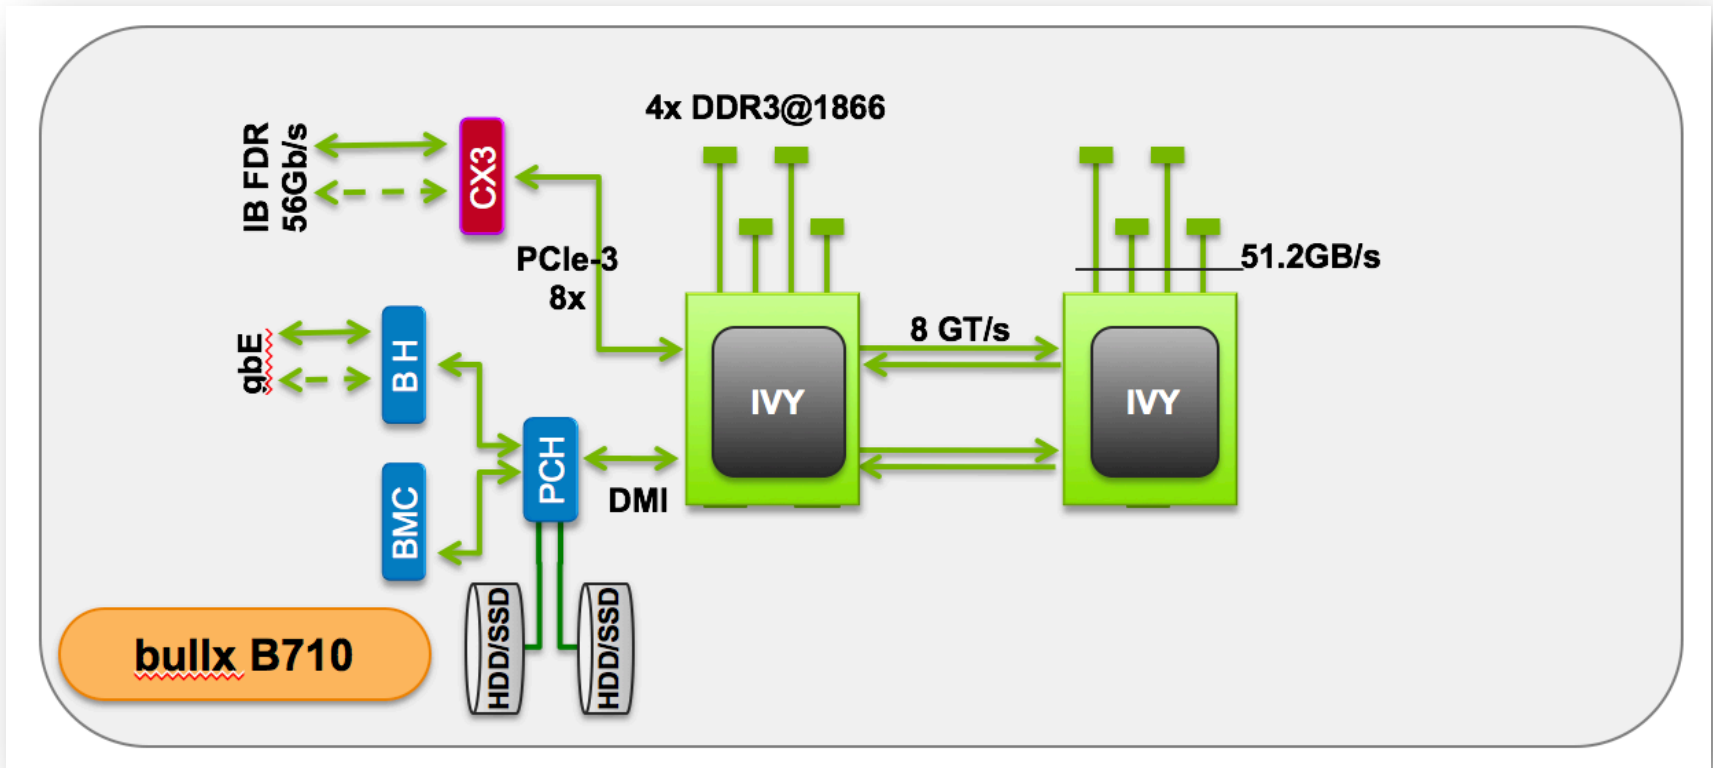 4x DDR3@1866
IB FDR
56Gb/s
CX3
PCIe-3
8x
51.2GB/s
8 GT/s
gbE
B H
IVY
IVY
PCH
DMI
BMC
HDD/SSD
HDD/SSD
bullx B710